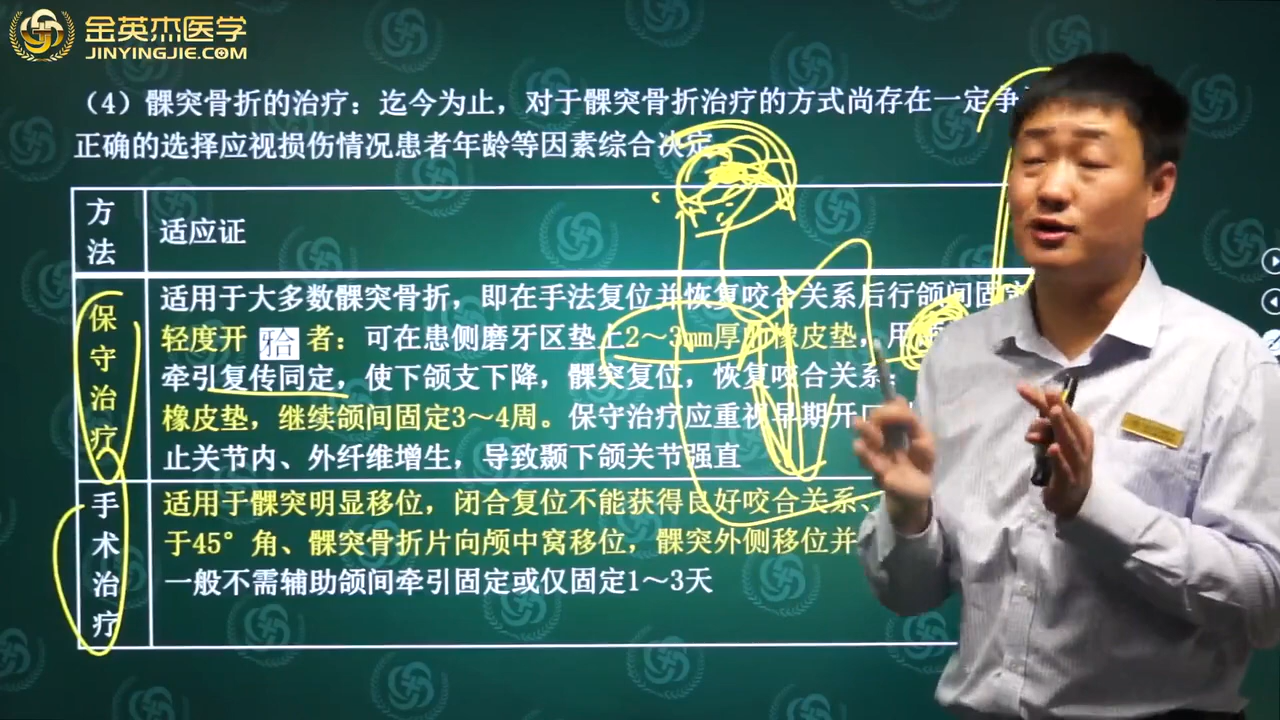 金英杰医学
JINYINGJIE.COM
（4）髁突骨折的治疗：迄今为止，对于髁突骨折治疗的方式尚存在一定争
正确的选择应视损伤情况患者年龄等因素综合决定
方法
适应证
保守治疗
适用于大多数髁突骨折，即在手法复位并恢复咬合关系后行颌间固定
轻度开𬌗者：可在患侧磨牙区垫上2～3mm厚的橡皮垫，用
牵引复传同定，使下颌支下降，髁突复位，恢复咬合关系；
橡皮垫，继续颌间固定3～4周。保守治疗应重视早期开口
止关节内、外纤维增生，导致颞下颌关节强直
手术治疗
适用于髁突明显移位，闭合复位不能获得良好咬合关系、
于45°角、髁突骨折片向颅中窝移位，髁突外侧移位并
一般不需辅助颌间牵引固定或仅固定1～3天